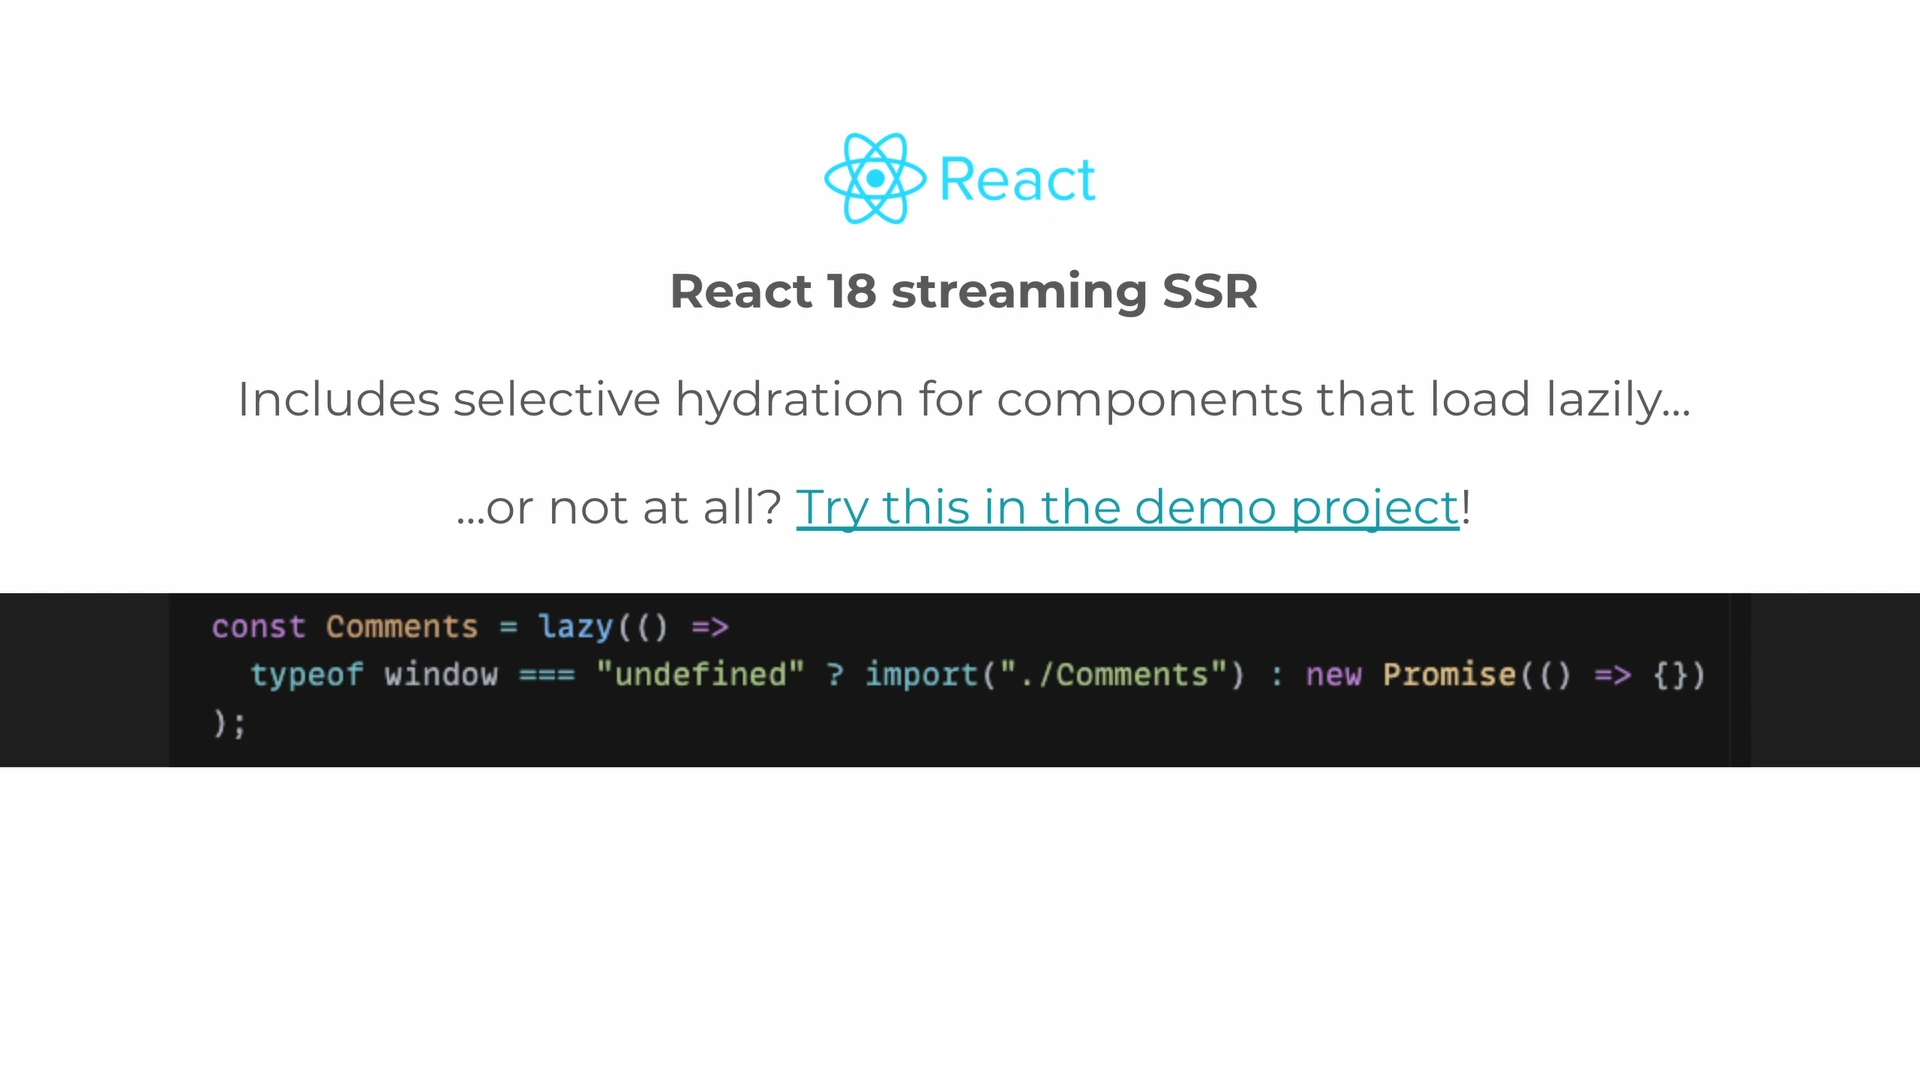 React
React 18 streaming SSR
Includes selective hydration for components that load lazily...
...or not at all? Try this in the demo project!
const Comments = lazy(() =>
  typeof window === "undefined" ? import("./Comments") : new Promise(() => {})
);